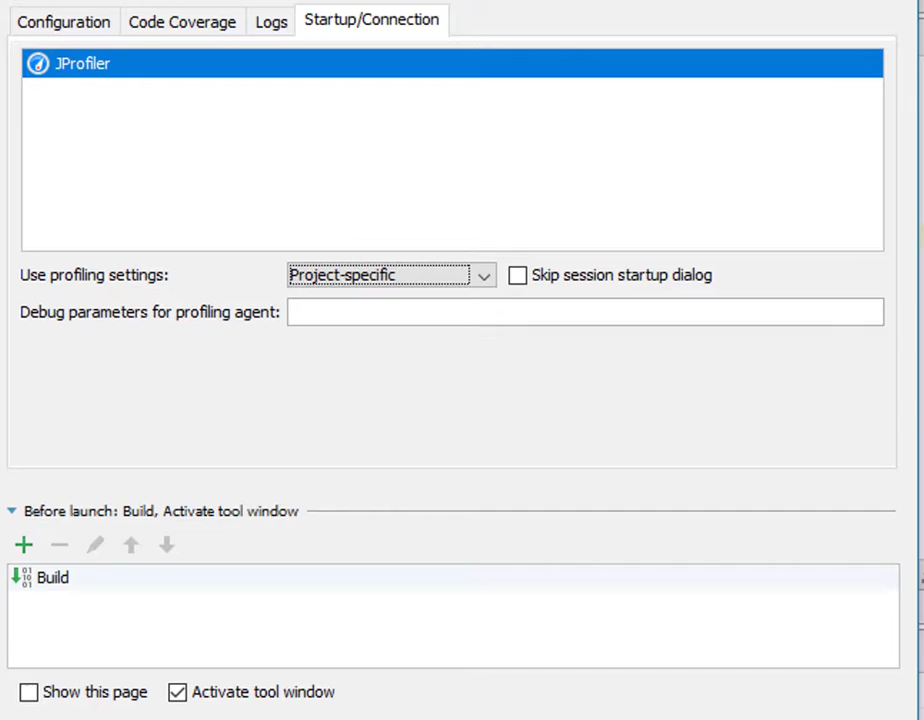 Configuration Code Coverage Logs Startup/Connection
JProfiler
Use profiling settings: Project-specific Skip session startup dialog
Debug parameters for profiling agent:
Before launch: Build, Activate tool window
Build
Show this page Activate tool window